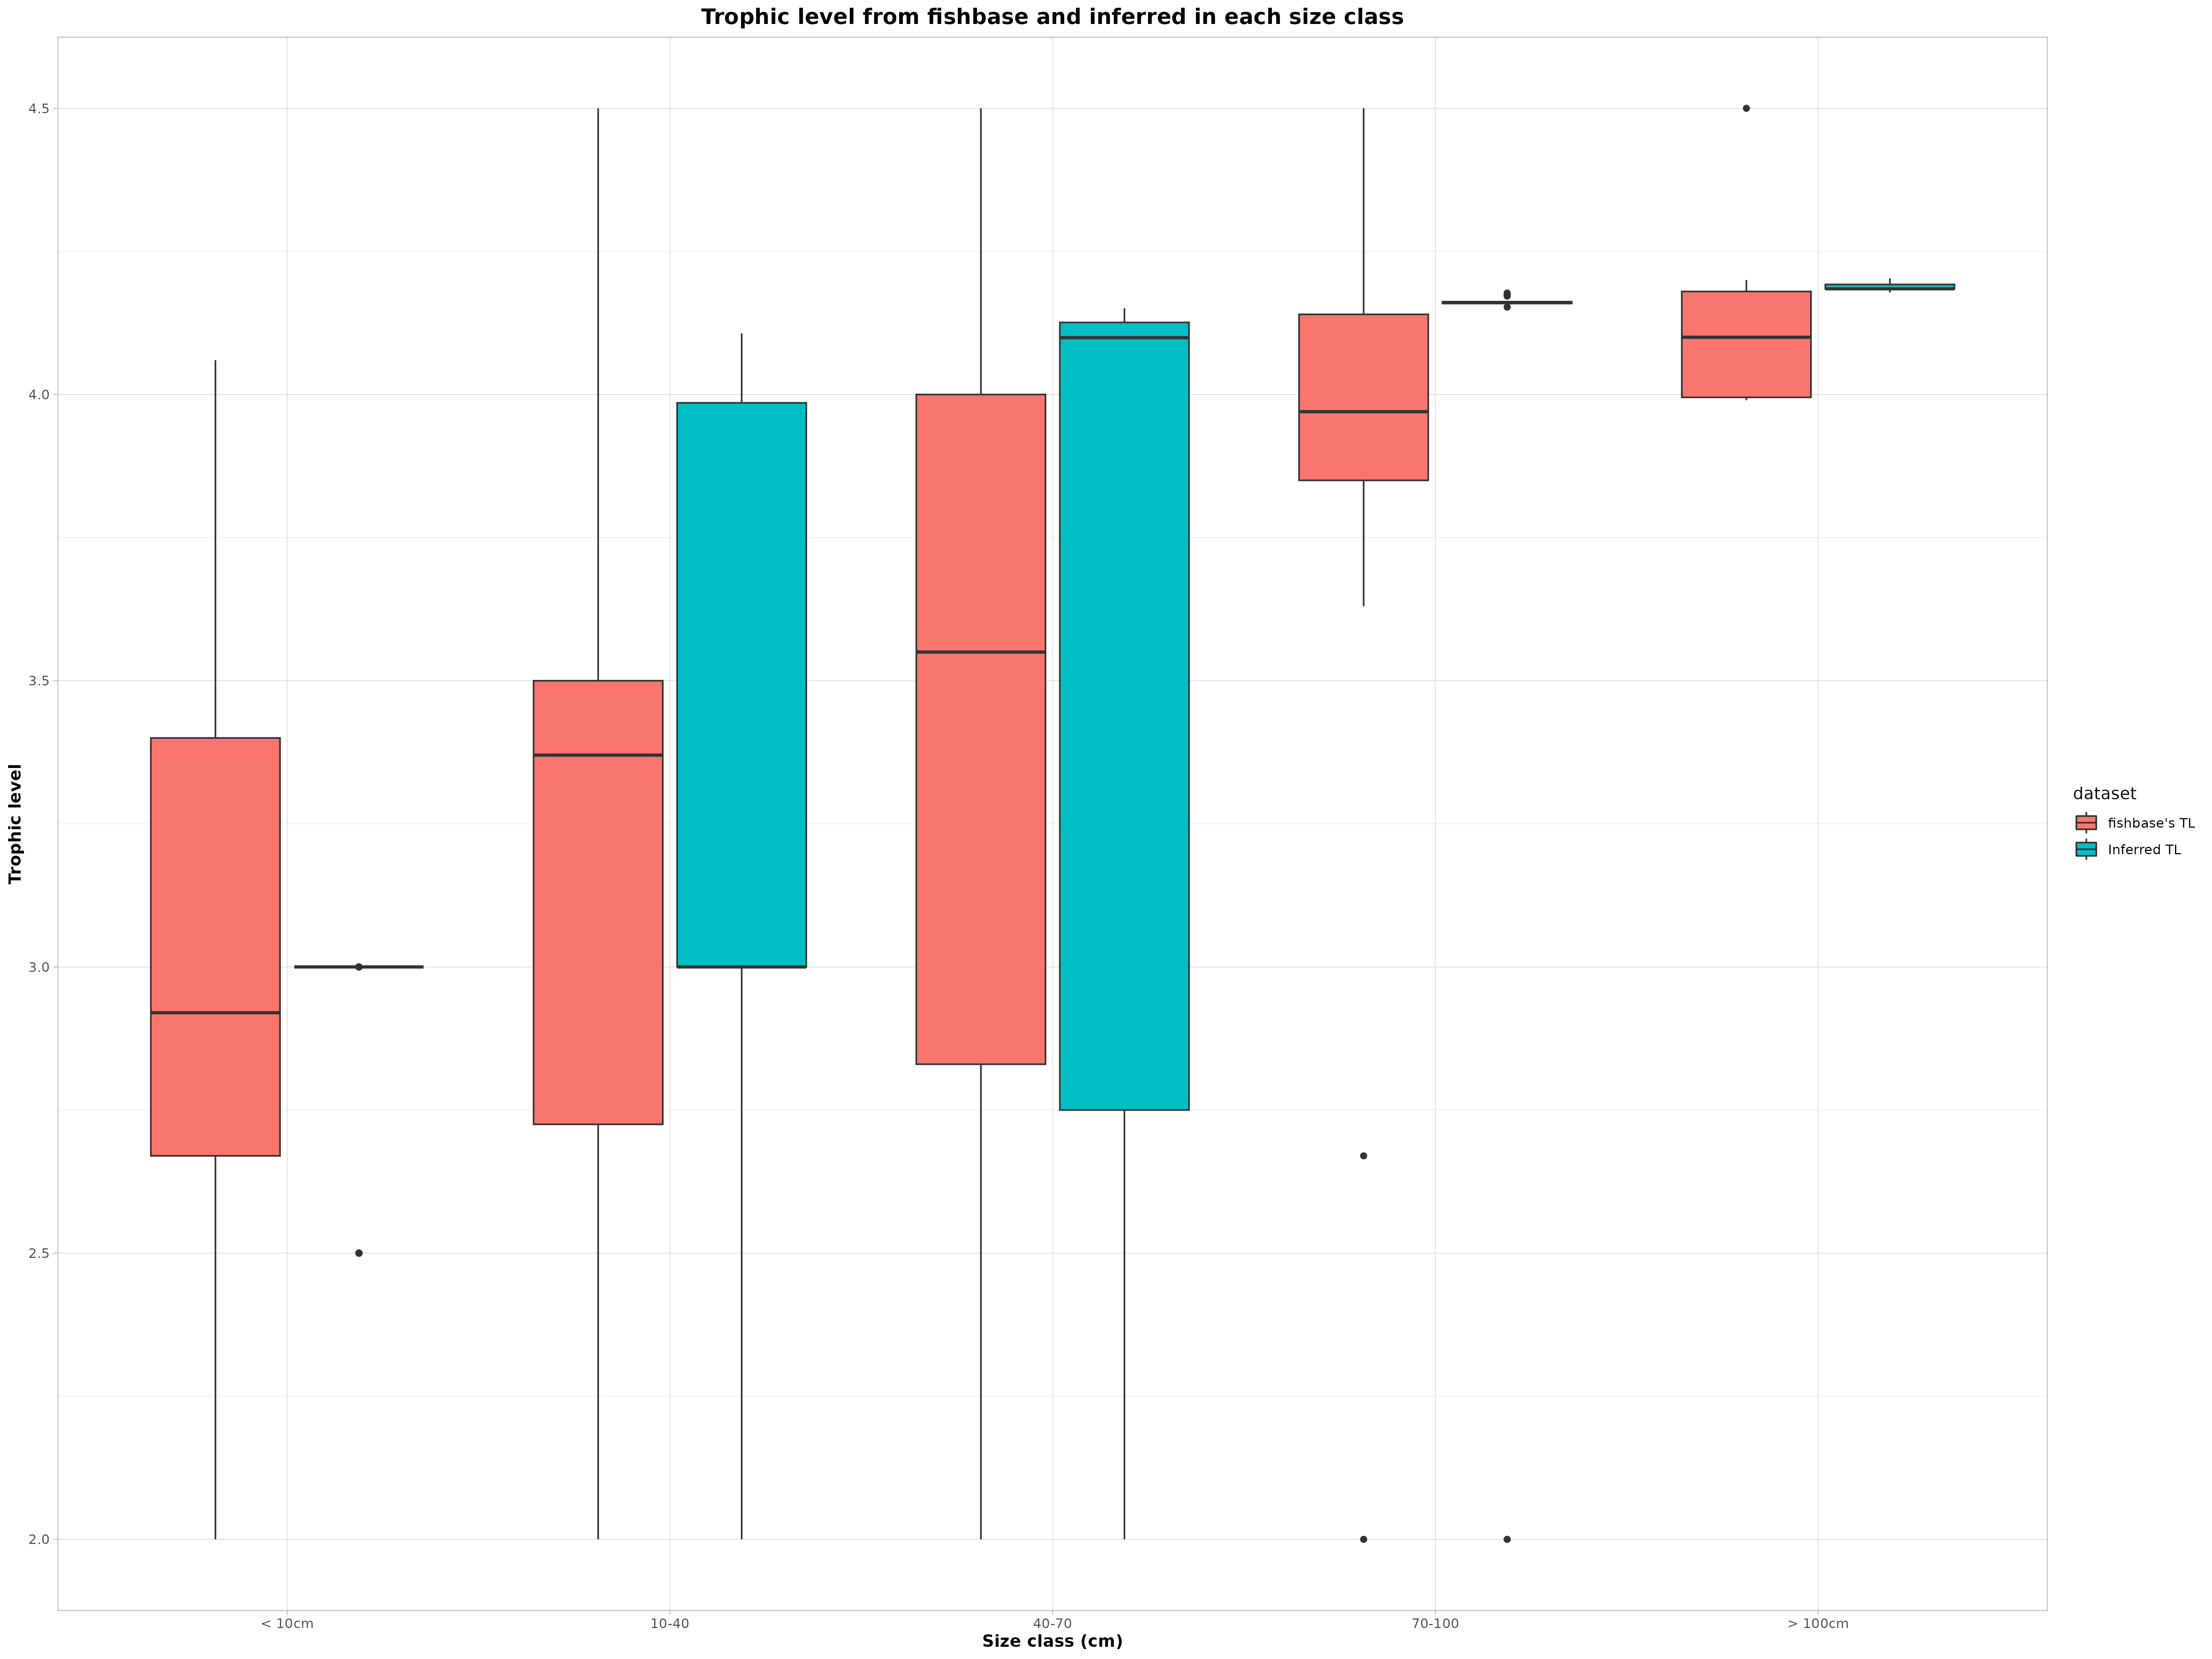 Trophic level from fishbase and inferred in each size class
Trophic level
4.5
4.0
3.5
3.0
2.5
2.0
< 10cm
10-40
40-70
70-100
> 100cm
Size class (cm)
dataset
fishbase's TL
Inferred TL